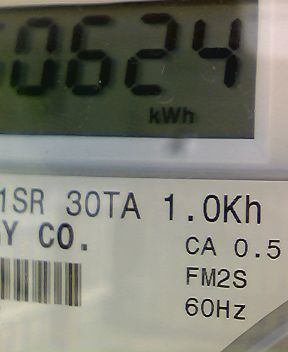 0624
kWh
1SR 30TA 1.0Kh
Y CO.
CA 0.5
FM2S
60Hz